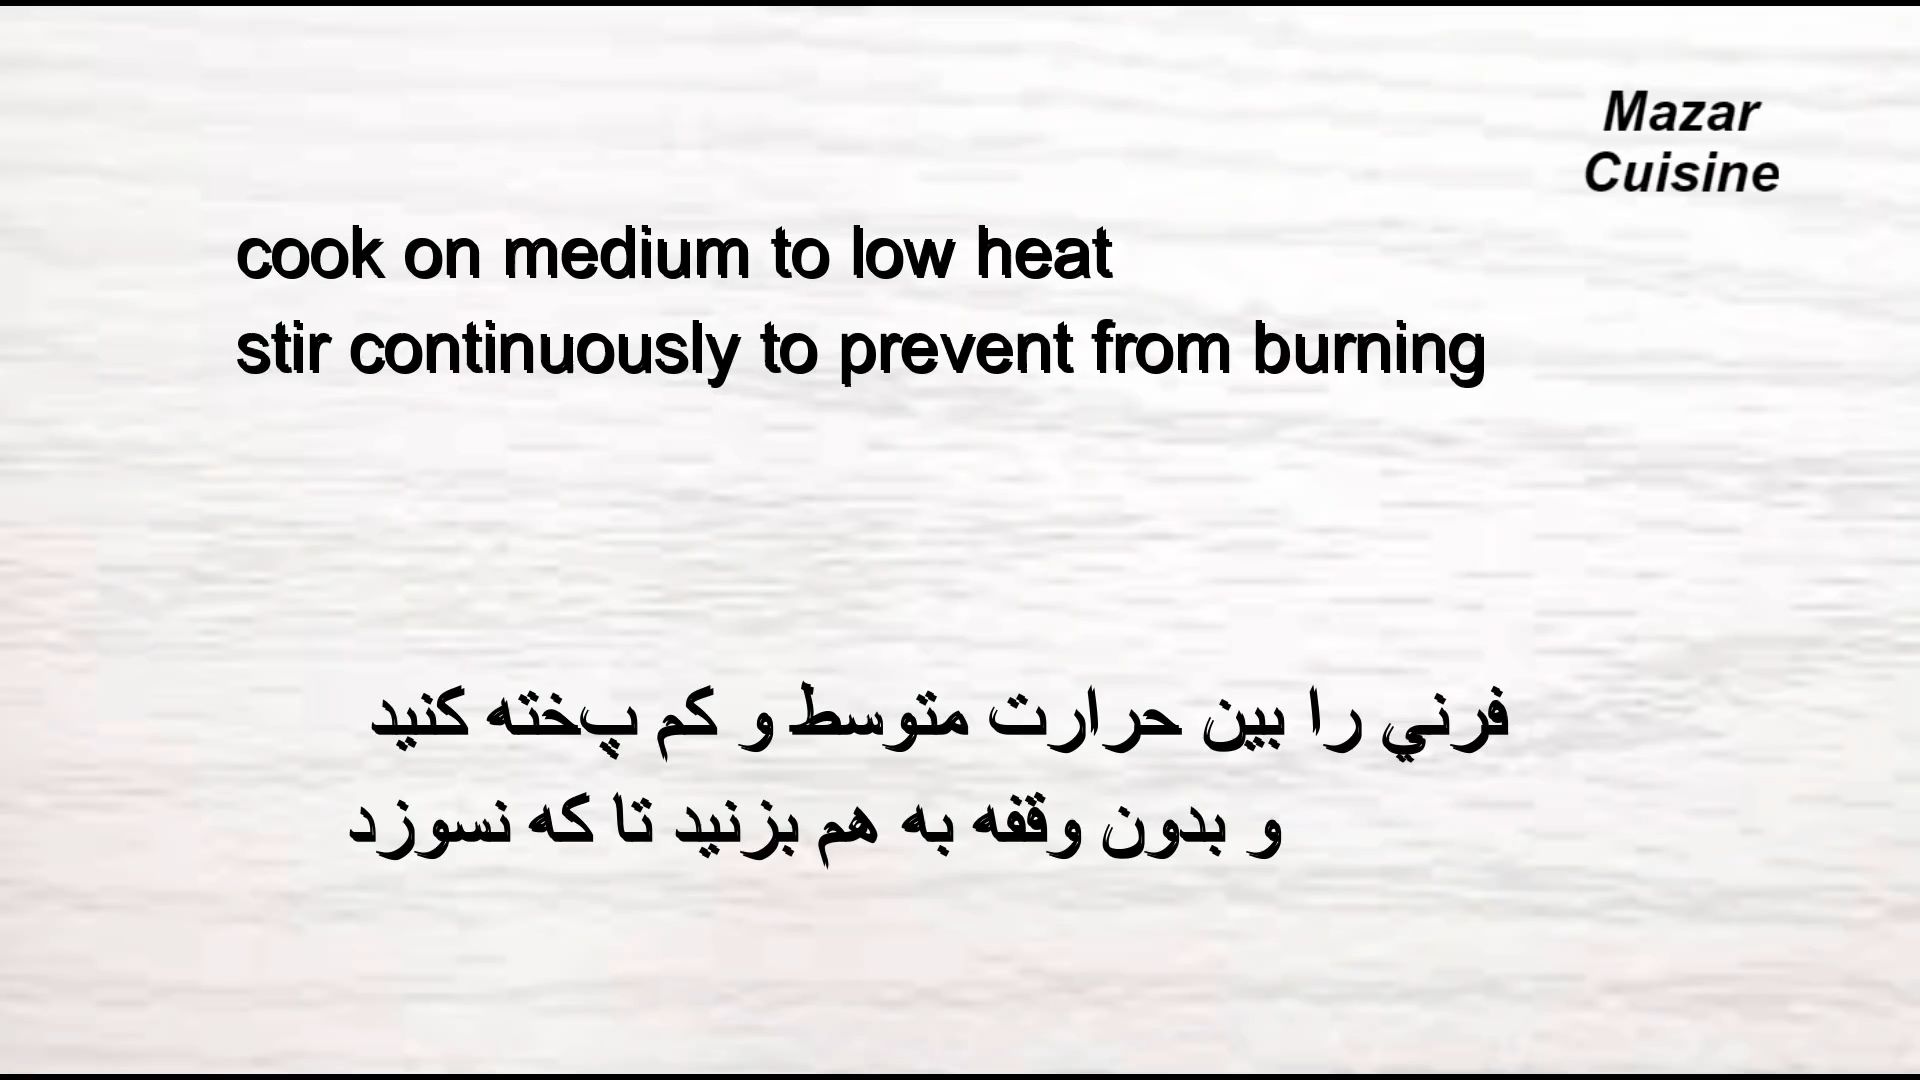 Mazar
Cuisine
cook on medium to low heat
stir continuously to prevent from burning
فرني را بين حرارت متوسط و كم پخته كنيد
و بدون وقفه به هم بزنيد تا كه نسوزد